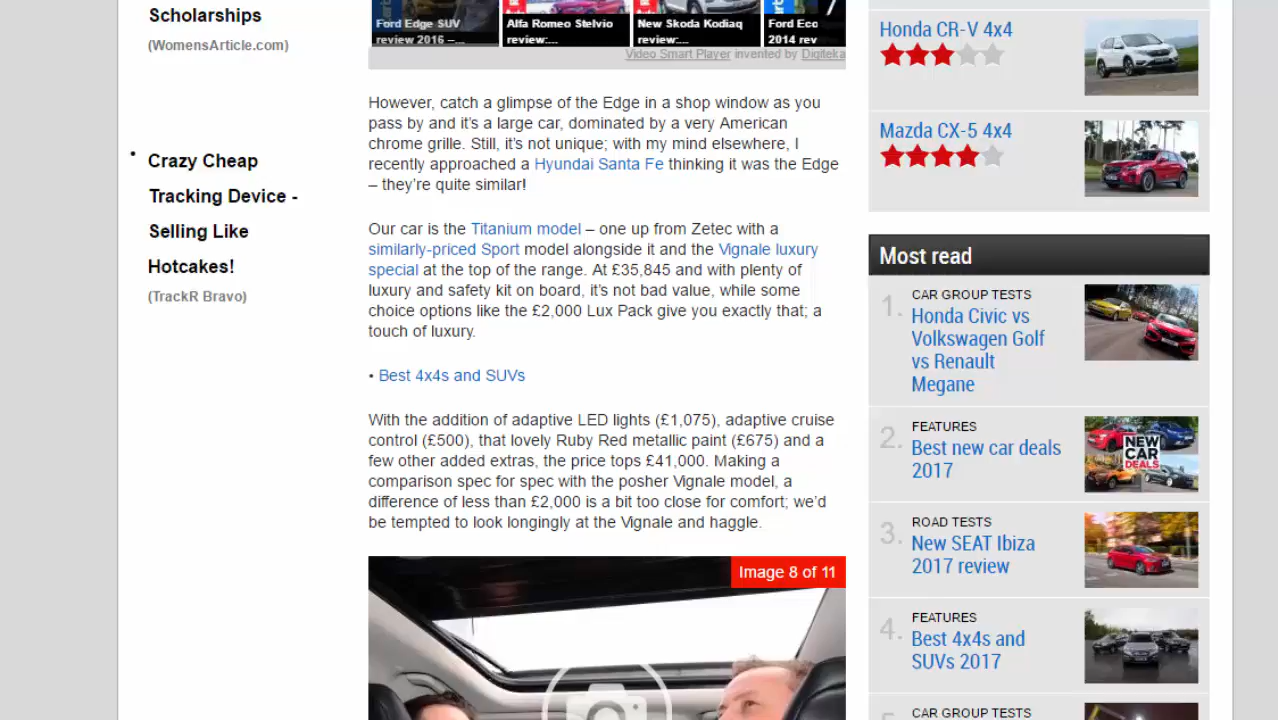 Scholarships
(WomensArticle.com)
• Crazy Cheap
Tracking Device -
Selling Like
Hotcakes!
(TrackR Bravo)
Ford Edge SUV
review 2016 –...
Alfa Romeo Stelvio
review:...
New Skoda Kodiaq
review:...
Ford Eco
2014 rev
Video Smart Player invented by Digiteka
However, catch a glimpse of the Edge in a shop window as you
pass by and it’s a large car, dominated by a very American
chrome grille. Still, it’s not unique; with my mind elsewhere, I
recently approached a Hyundai Santa Fe thinking it was the Edge
– they’re quite similar!
Our car is the Titanium model – one up from Zetec with a
similarly-priced Sport model alongside it and the Vignale luxury
special at the top of the range. At £35,845 and with plenty of
luxury and safety kit on board, it’s not bad value, while some
choice options like the £2,000 Lux Pack give you exactly that; a
touch of luxury.
• Best 4x4s and SUVs
With the addition of adaptive LED lights (£1,075), adaptive cruise
control (£500), that lovely Ruby Red metallic paint (£675) and a
few other added extras, the price tops £41,000. Making a
comparison spec for spec with the posher Vignale model, a
difference of less than £2,000 is a bit too close for comfort; we’d
be tempted to look longingly at the Vignale and haggle.
Image 8 of 11
Honda CR-V 4x4
Mazda CX-5 4x4
Most read
1. CAR GROUP TESTS
Honda Civic vs
Volkswagen Golf
vs Renault
Megane
2. FEATURES
Best new car deals
2017
NEW
CAR
DEALS
3. ROAD TESTS
New SEAT Ibiza
2017 review
4. FEATURES
Best 4x4s and
SUVs 2017
CAR GROUP TESTS